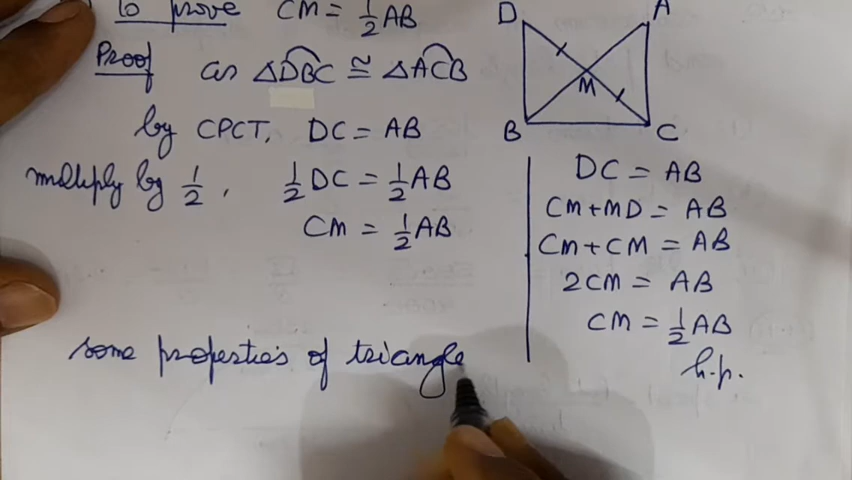 To prove CM = 1/2 AB
Proof as △DBC ≅ △ACB
by CPCT, DC = AB
multiply by 1/2, 1/2 DC = 1/2 AB
CM = 1/2 AB
some properties of triangle
D A
M
B C
DC = AB
CM+MD = AB
CM+CM = AB
2CM = AB
CM = 1/2 AB
h.p.